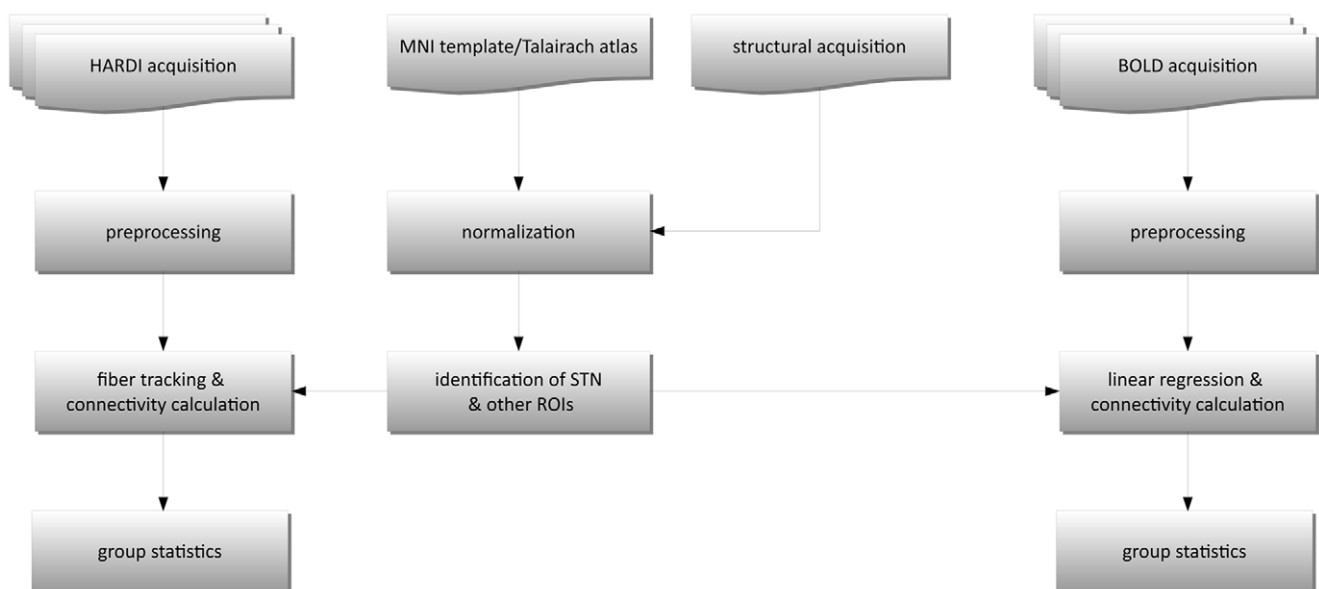 HARDI acquisition
MNI template/Talairach atlas
structural acquisition
BOLD acquisition
preprocessing
normalization
preprocessing
fiber tracking &
connectivity calculation
identification of STN
& other ROIs
linear regression &
connectivity calculation
group statistics
group statistics